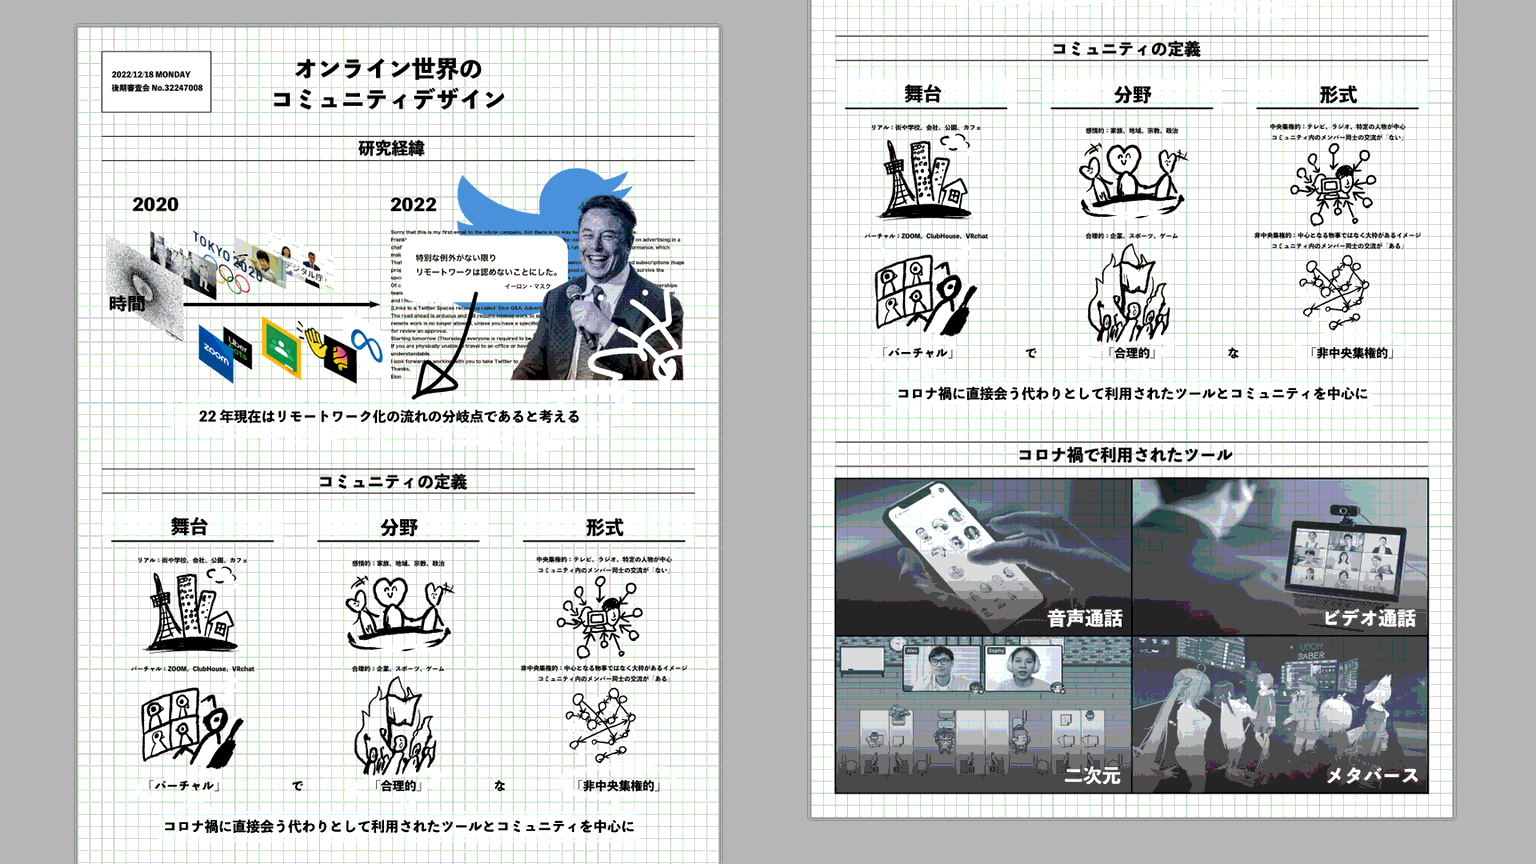 2022/12/18 MONDAY
後期審査会 No.32247008
オンライン世界の
コミュニティデザイン
研究経緯
2020
2022
TOKYO 2020
時間
zoom
Uber
特別な例外がない限り
リモートワークは認めないことにした。
イーロン・マスク
Sorry that this is my first email to the whole company, but there is no way
Thanks,
Elon
22 年現在はリモートワーク化の流れの分岐点であると考える
コミュニティの定義
舞台
分野
形式
リアル：街や学校、会社、公園、カフェ
感情的：家族、地域、宗教、政治
中央集権的：テレビ、ラジオ、特定の人物が中心
コミュニティ内のメンバー同士の交流が「ない」
バーチャル：ZOOM、ClubHouse、VRchat
合理的：企業、スポーツ、ゲーム
非中央集権的：中心となる物事ではなく大枠があるイメージ
コミュニティ内のメンバー同士の交流が「ある」
「バーチャル」
で
「合理的」
な
「非中央集権的」
コロナ禍に直接会う代わりとして利用されたツールとコミュニティを中心に
コミュニティの定義
舞台
分野
形式
リアル：街や学校、会社、公園、カフェ
感情的：家族、地域、宗教、政治
中央集権的：テレビ、ラジオ、特定の人物が中心
コミュニティ内のメンバー同士の交流が「ない」
バーチャル：ZOOM、ClubHouse、VRchat
合理的：企業、スポーツ、ゲーム
非中央集権的：中心となる物事ではなく大枠があるイメージ
コミュニティ内のメンバー同士の交流が「ある」
「バーチャル」
で
「合理的」
な
「非中央集権的」
コロナ禍に直接会う代わりとして利用されたツールとコミュニティを中心に
コロナ禍で利用されたツール
音声通話
ビデオ通話
Alex
Sophy
二次元
UDON
SABER
メタバース